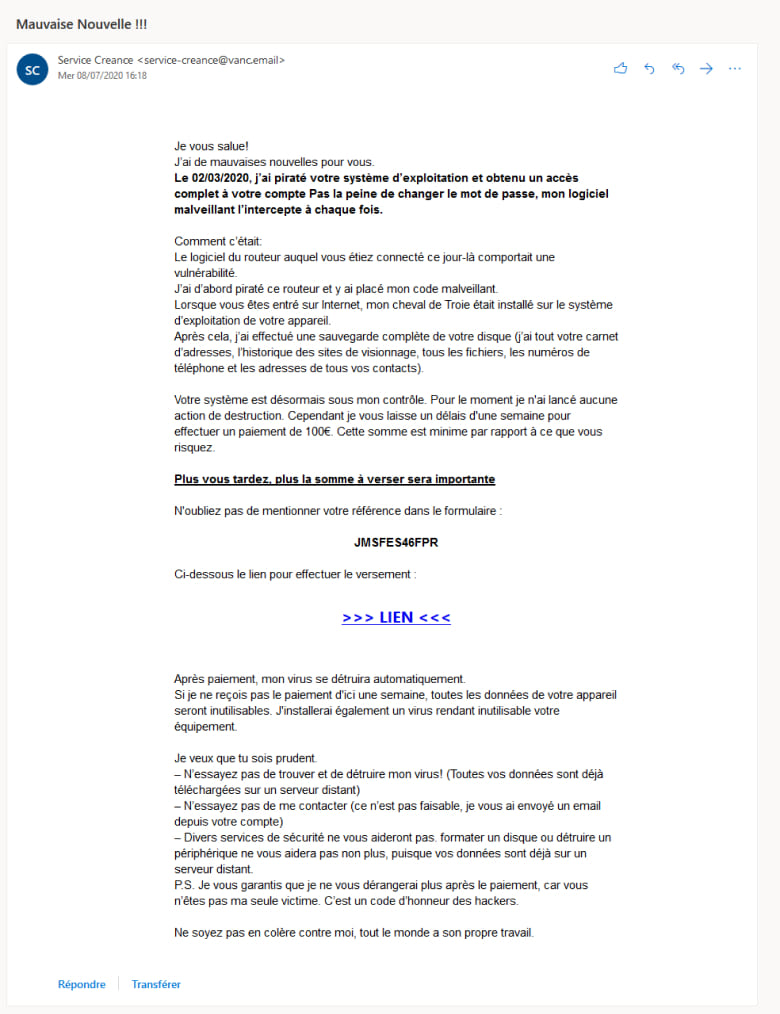 Mauvaise Nouvelle !!!
SC
Service Creance <service-creance@vanc.email>
Mer 08/07/2020 16:18
Je vous salue!
J'ai de mauvaises nouvelles pour vous.
Le 02/03/2020, j'ai piraté votre système d'exploitation et obtenu un accès
complet à votre compte Pas la peine de changer le mot de passe, mon logiciel
malveillant l'intercepte à chaque fois.
Comment c'était:
Le logiciel du routeur auquel vous étiez connecté ce jour-là comportait une
vulnérabilité.
J'ai d'abord piraté ce routeur et y ai placé mon code malveillant.
Lorsque vous êtes entré sur Internet, mon cheval de Troie était installé sur le système
d'exploitation de votre appareil.
Après cela, j'ai effectué une sauvegarde complète de votre disque (j'ai tout votre carnet
d'adresses, l'historique des sites de visionnage, tous les fichiers, les numéros de
téléphone et les adresses de tous vos contacts).
Votre système est désormais sous mon contrôle. Pour le moment je n'ai lancé aucune
action de destruction. Cependant je vous laisse un délais d'une semaine pour
effectuer un paiement de 100€. Cette somme est minime par rapport à ce que vous
risquez.
Plus vous tardez, plus la somme à verser sera importante
N'oubliez pas de mentionner votre référence dans le formulaire :
JMSFES46FPR
Ci-dessous le lien pour effectuer le versement :
>>> LIEN <<<
Après paiement, mon virus se détruira automatiquement.
Si je ne reçois pas le paiement d'ici une semaine, toutes les données de votre appareil
seront inutilisables. J'installerai également un virus rendant inutilisable votre
équipement.
Je veux que tu sois prudent.
– N'essayez pas de trouver et de détruire mon virus! (Toutes vos données sont déjà
téléchargées sur un serveur distant)
– N'essayez pas de me contacter (ce n'est pas faisable, je vous ai envoyé un email
depuis votre compte)
– Divers services de sécurité ne vous aideront pas. formater un disque ou détruire un
périphérique ne vous aidera pas non plus, puisque vos données sont déjà sur un
serveur distant.
P.S. Je vous garantis que je ne vous dérangerai plus après le paiement, car vous
n'êtes pas ma seule victime. C'est un code d'honneur des hackers.
Ne soyez pas en colère contre moi, tout le monde a son propre travail.
Répondre
Transférer